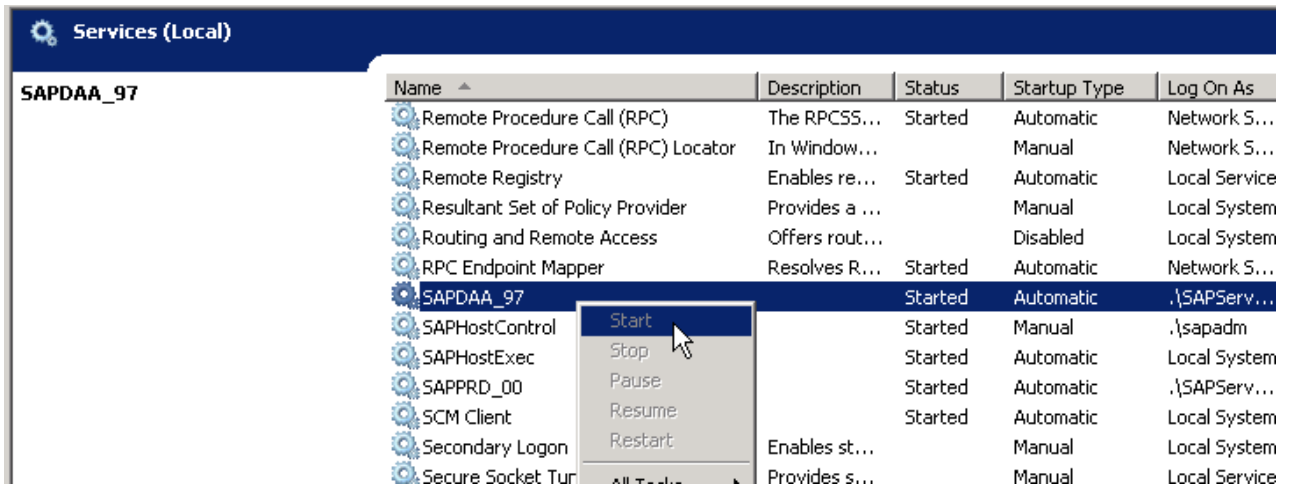 Services (Local)
SAPDAA_97
Name Description Status Startup Type Log On As
Remote Procedure Call (RPC) The RPCSS... Started Automatic Network S...
Remote Procedure Call (RPC) Locator In Window... Manual Network S...
Remote Registry Enables re... Started Automatic Local Service
Resultant Set of Policy Provider Provides a ... Manual Local System
Routing and Remote Access Offers rout... Disabled Local System
RPC Endpoint Mapper Resolves R... Started Automatic Network S...
SAPDAA_97 Started Automatic .\SAPServ...
SAPHostControl Started Manual .\sapadm
SAPHostExec Started Automatic Local System
SAPPRD_00 Started Automatic .\SAPServ...
SCM Client Started Automatic Local System
Secondary Logon Enables st... Manual Local System
Secure Socket Tun Provides s... Manual Local Service
Start
Stop
Pause
Resume
Restart
All Tasks